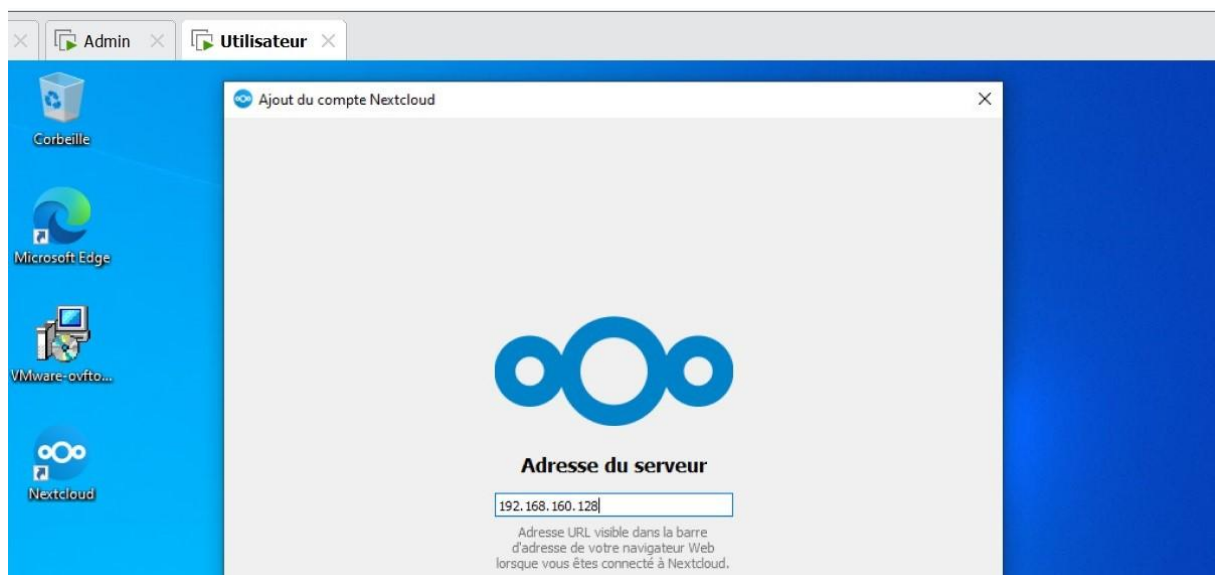 Admin
Utilisateur
Corbeille
Ajout du compte Nextcloud
Microsoft Edge
VMware-ovfto...
Nextcloud
Adresse du serveur
192.168.160.128
Adresse URL visible dans la barre
d'adresse de votre navigateur Web
lorsque vous êtes connecté à Nextcloud.